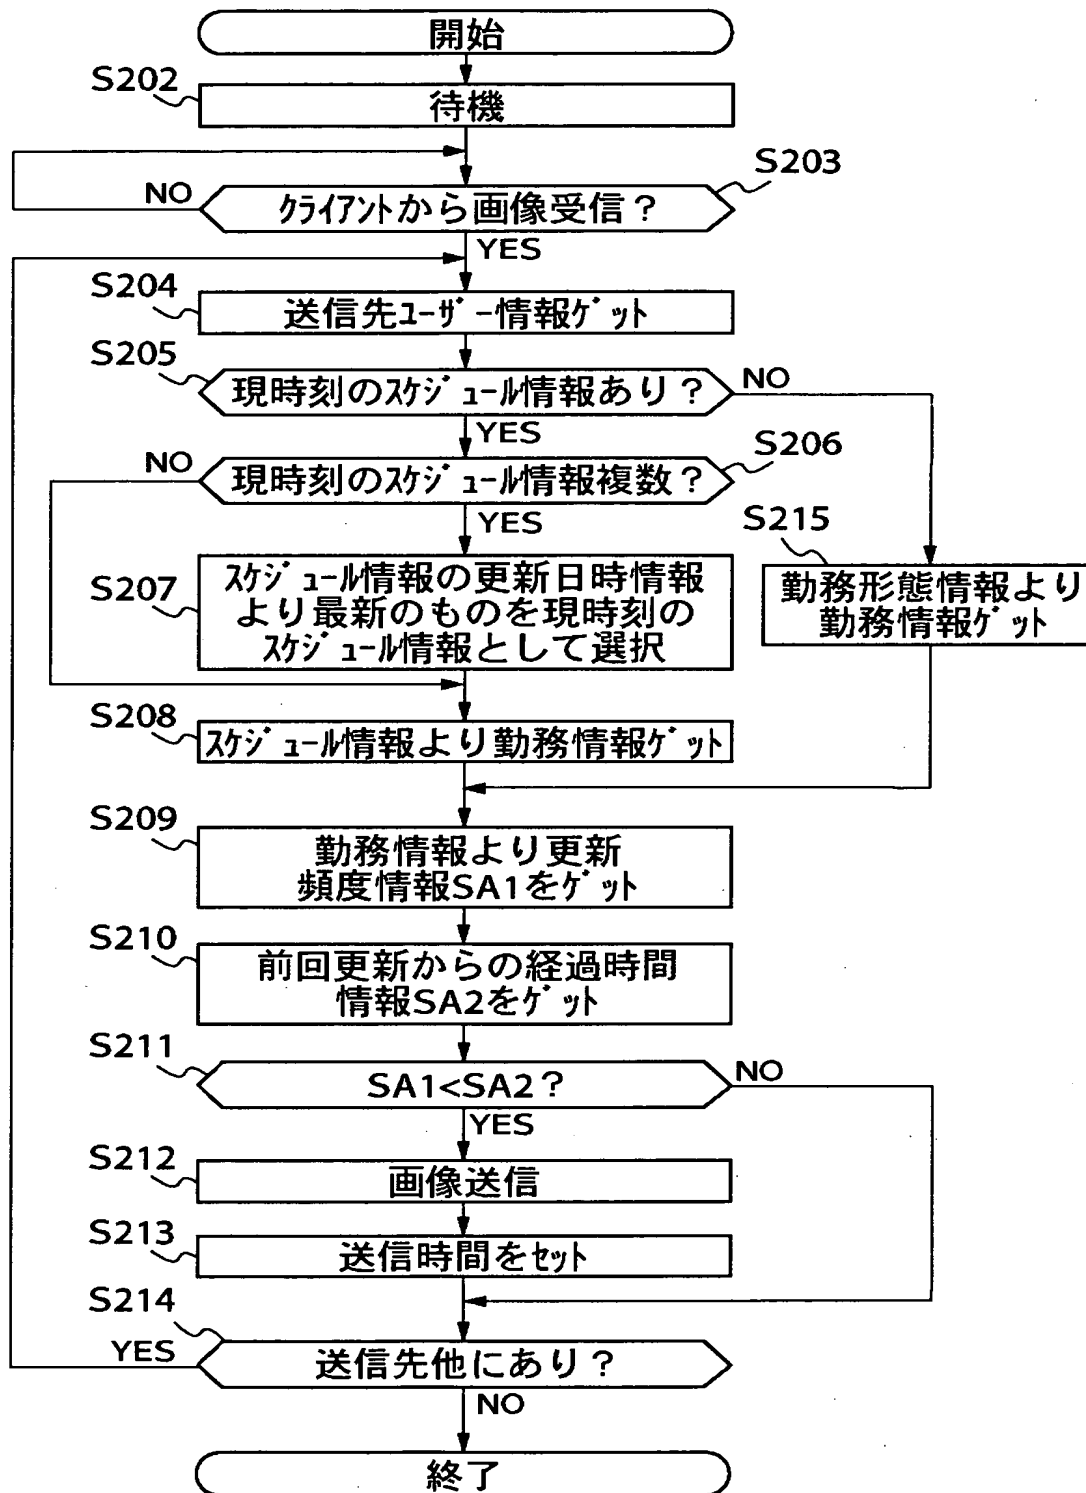 開始
S202
待機
S203
NO
ｸﾗｲｱﾝﾄから画像受信？
YES
S204
送信先ﾕｰｻﾞｰ情報ｹﾞｯﾄ
S205
現時刻のｽｹｼﾞｭｰﾙ情報あり？
NO
YES
S206
NO
現時刻のｽｹｼﾞｭｰﾙ情報複数？
YES
S215
S207
ｽｹｼﾞｭｰﾙ情報の更新日時情報
より最新のものを現時刻の
ｽｹｼﾞｭｰﾙ情報として選択
勤務形態情報より
勤務情報ｹﾞｯﾄ
S208
ｽｹｼﾞｭｰﾙ情報より勤務情報ｹﾞｯﾄ
S209
勤務情報より更新
頻度情報SA1をｹﾞｯﾄ
S210
前回更新からの経過時間
情報SA2をｹﾞｯﾄ
S211
SA1<SA2？
NO
YES
S212
画像送信
S213
送信時間をｾｯﾄ
S214
YES
送信先他にあり？
NO
終了